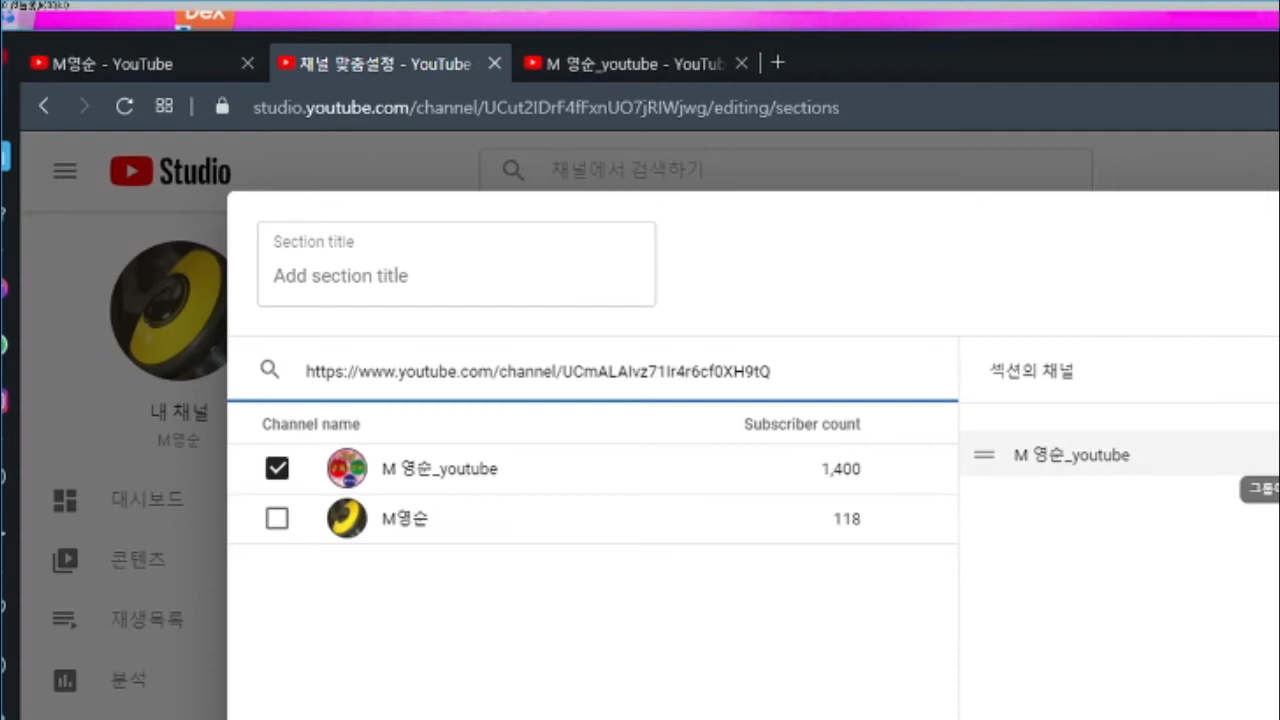 DeX
M영순 - YouTube
채널 맞춤설정 - YouTube
M 영순_youtube - YouTub
studio.youtube.com/channel/UCut2IDrF4fFxnUO7jRIWjwg/editing/sections
Studio
채널에서 검색하기
Section title
Add section title
https://www.youtube.com/channel/UCmALAIvz71Ir4r6cf0XH9tQ
섹션의 채널
Channel name
Subscriber count
M 영순_youtube
1,400
M영순
118
M 영순_youtube
내 채널
M영순
대시보드
콘텐츠
재생목록
분석